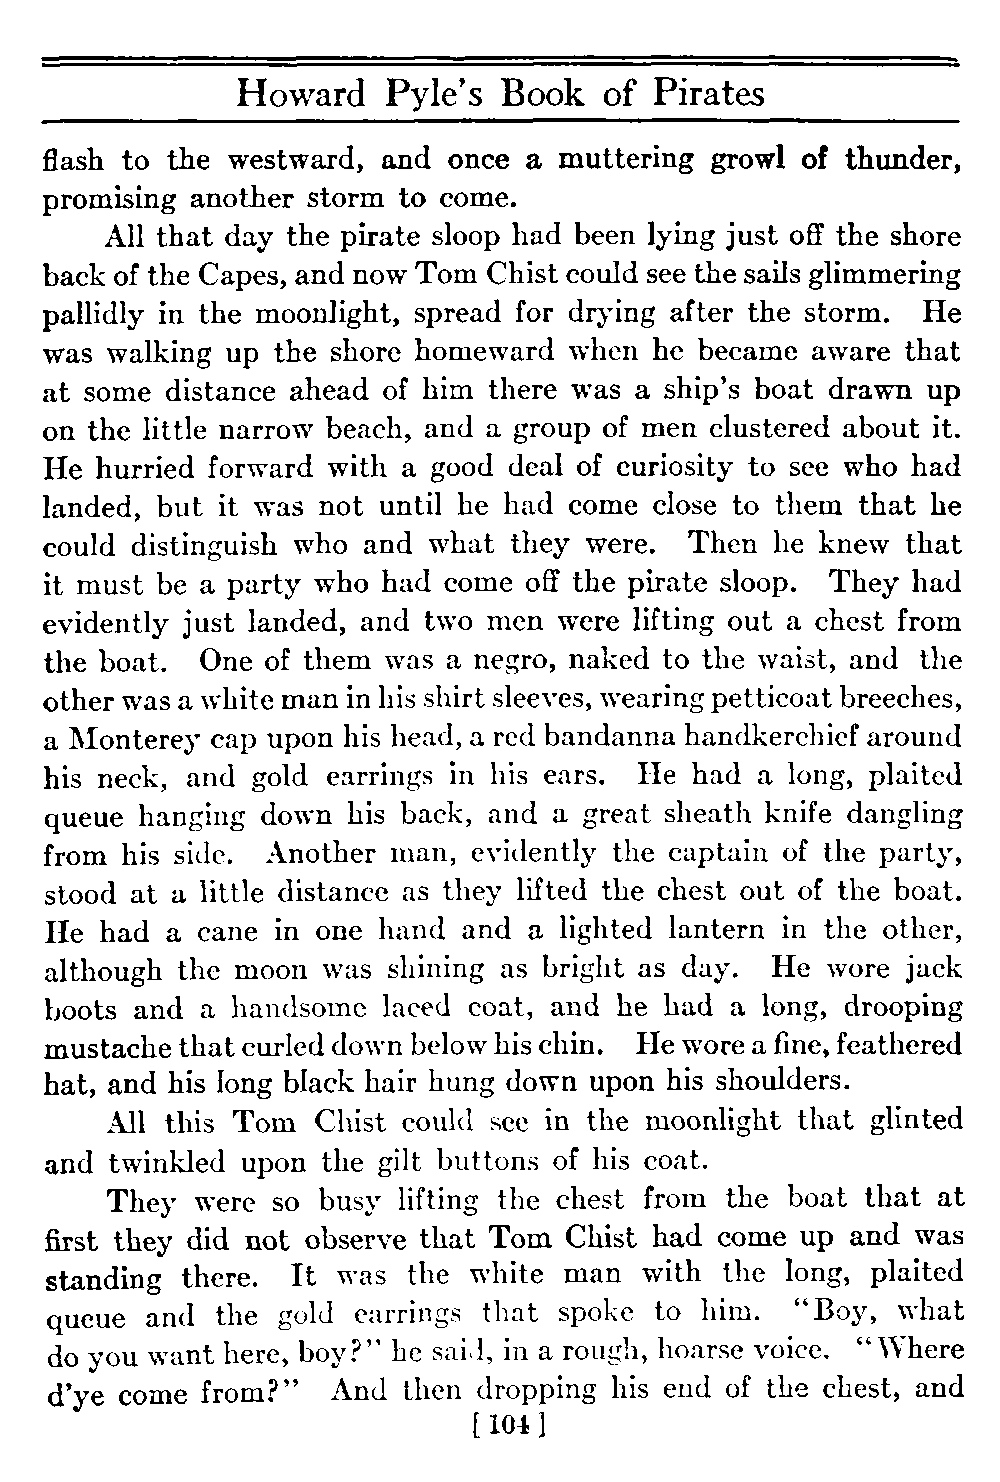 Howard Pyle's Book of Pirates
flash to the westward, and once a muttering growl of thunder,
promising another storm to come.
All that day the pirate sloop had been lying just off the shore
back of the Capes, and now Tom Chist could see the sails glimmering
pallidly in the moonlight, spread for drying after the storm. He
was walking up the shore homeward when he became aware that
at some distance ahead of him there was a ship's boat drawn up
on the little narrow beach, and a group of men clustered about it.
He hurried forward with a good deal of curiosity to see who had
landed, but it was not until he had come close to them that he
could distinguish who and what they were. Then he knew that
it must be a party who had come off the pirate sloop. They had
evidently just landed, and two men were lifting out a chest from
the boat. One of them was a negro, naked to the waist, and the
other was a white man in his shirt sleeves, wearing petticoat breeches,
a Monterey cap upon his head, a red bandanna handkerchief around
his neck, and gold earrings in his ears. He had a long, plaited
queue hanging down his back, and a great sheath knife dangling
from his side. Another man, evidently the captain of the party,
stood at a little distance as they lifted the chest out of the boat.
He had a cane in one hand and a lighted lantern in the other,
although the moon was shining as bright as day. He wore jack
boots and a handsome laced coat, and he had a long, drooping
mustache that curled down below his chin. He wore a fine, feathered
hat, and his long black hair hung down upon his shoulders.
All this Tom Chist could see in the moonlight that glinted
and twinkled upon the gilt buttons of his coat.
They were so busy lifting the chest from the boat that at
first they did not observe that Tom Chist had come up and was
standing there. It was the white man with the long, plaited
queue and the gold earrings that spoke to him. "Boy, what
do you want here, boy?" he said, in a rough, hoarse voice. "Where
d'ye come from?" And then dropping his end of the chest, and
[ 104 ]